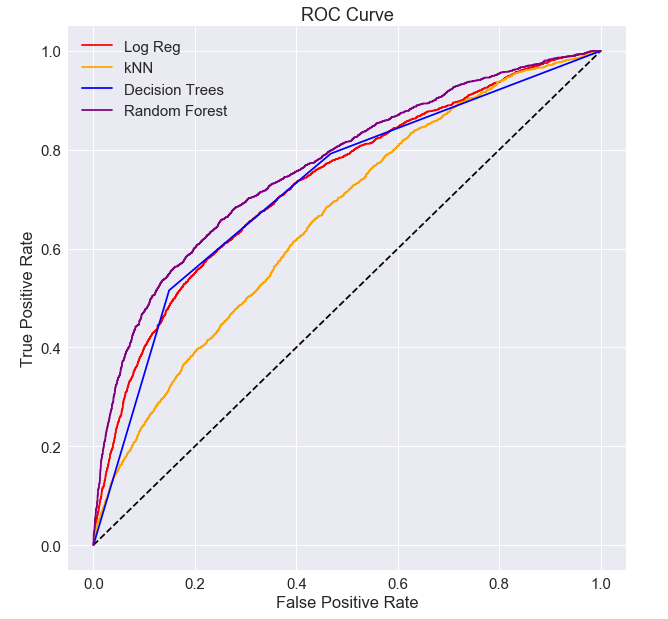 ROC Curve
Log Reg
kNN
Decision Trees
Random Forest
True Positive Rate
1.0
0.8
0.6
0.4
0.2
0.0
0.0 0.2 0.4 0.6 0.8 1.0
False Positive Rate